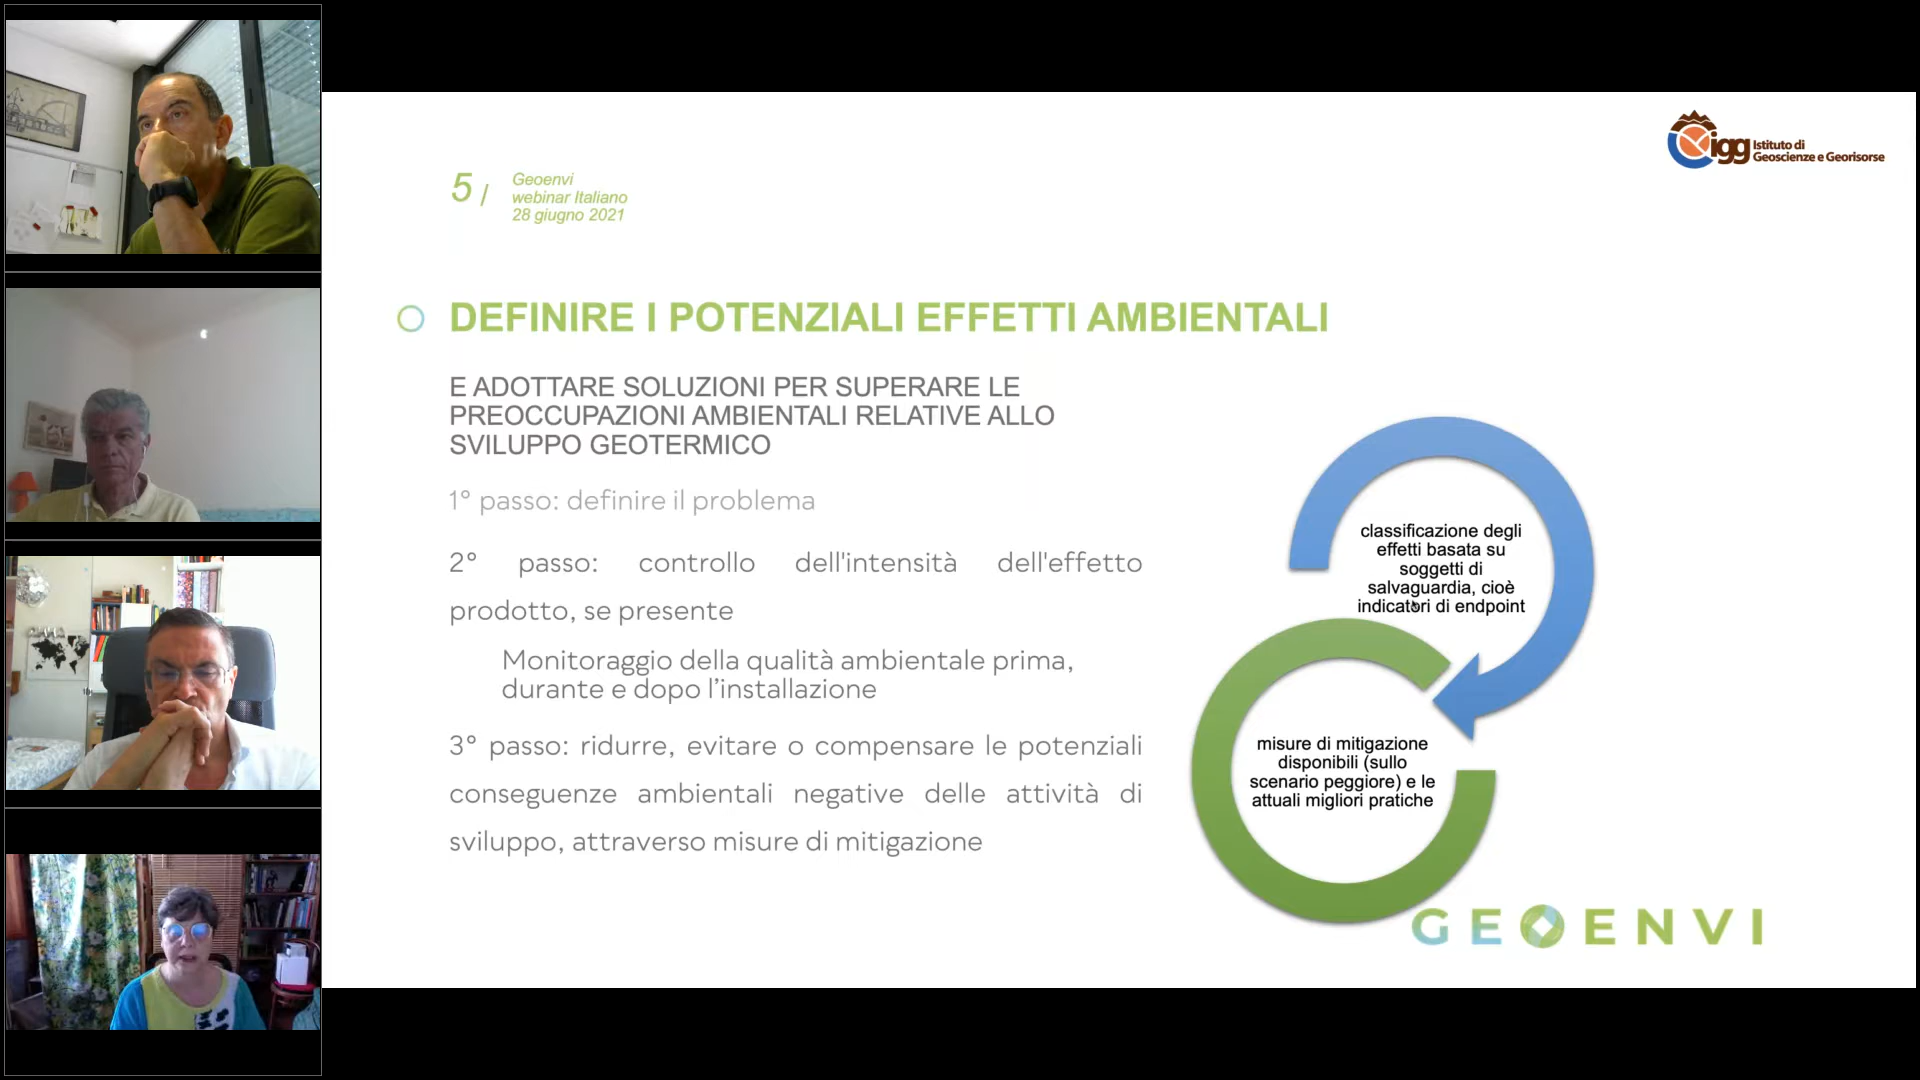 igg Istituto di
Geoscienze e Georisorse
5 /
Geoenvi
webinar Italiano
28 giugno 2021
DEFINIRE I POTENZIALI EFFETTI AMBIENTALI
E ADOTTARE SOLUZIONI PER SUPERARE LE
PREOCCUPAZIONI AMBIENTALI RELATIVE ALLO
SVILUPPO GEOTERMICO
1° passo: definire il problema
2° passo: controllo dell'intensità dell'effetto
prodotto, se presente
Monitoraggio della qualità ambientale prima,
durante e dopo l’installazione
3° passo: ridurre, evitare o compensare le potenziali
conseguenze ambientali negative delle attività di
sviluppo, attraverso misure di mitigazione
classificazione degli
effetti basata su
soggetti di
salvaguardia, cioè
indicatori di endpoint
misure di mitigazione
disponibili (sullo
scenario peggiore) e le
attuali migliori pratiche
GEOENVI